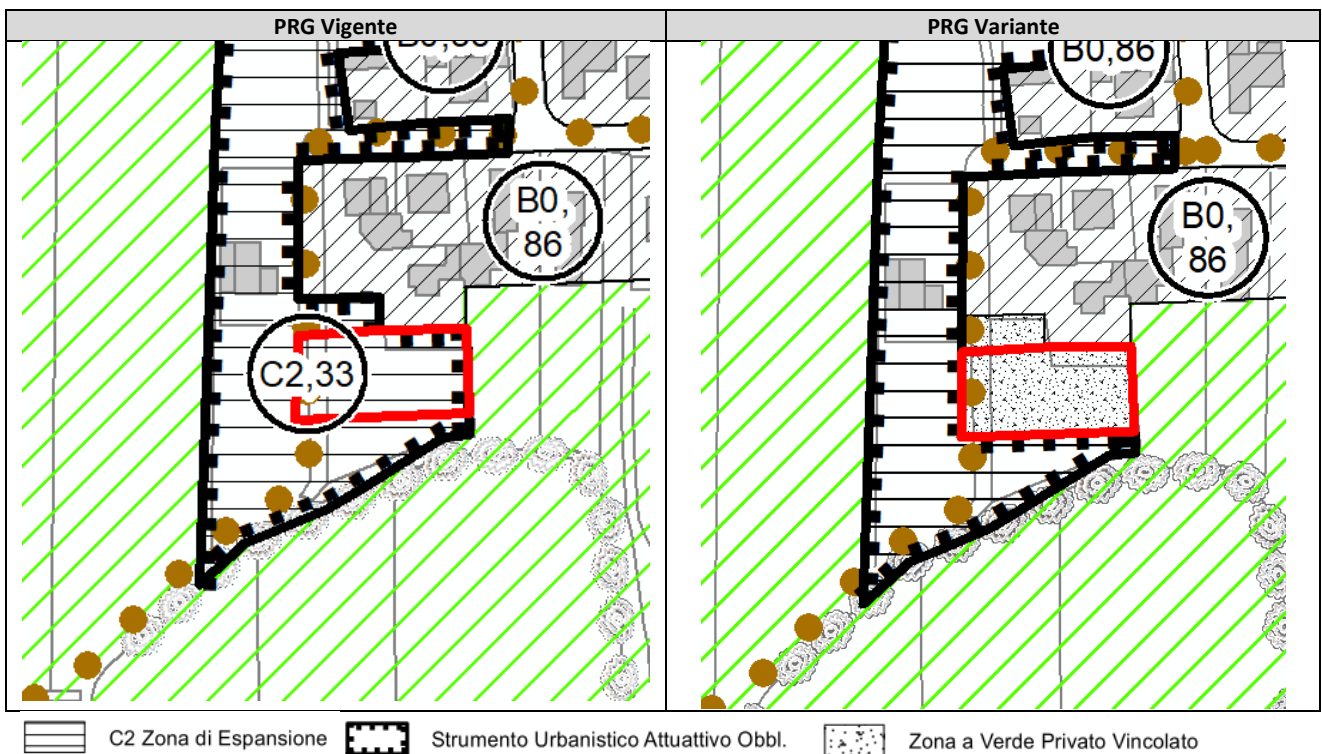 PRG Vigente
PRG Variante
B0,86
B0,86
B0,
86
B0,
86
C2,33
C2 Zona di Espansione
Strumento Urbanistico Attuattivo Obbl.
Zona a Verde Privato Vincolato